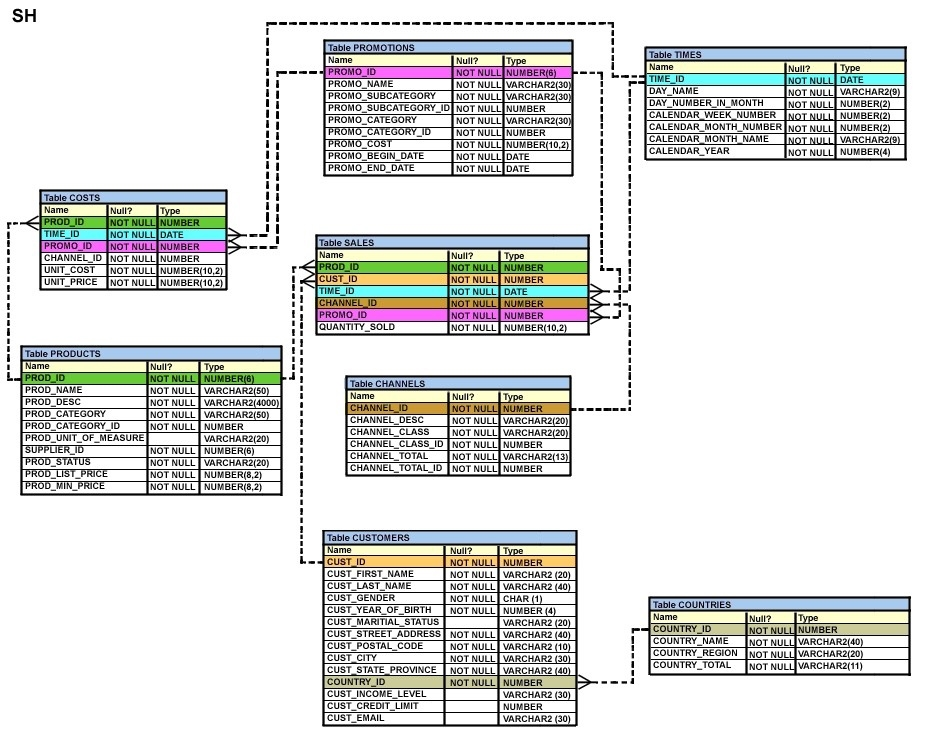 SH
Table PROMOTIONS
Name Null? Type
PROMO_ID NOT NULL NUMBER(6)
PROMO_NAME NOT NULL VARCHAR2(30)
PROMO_SUBCATEGORY NOT NULL VARCHAR2(30)
PROMO_SUBCATEGORY_ID NOT NULL NUMBER
PROMO_CATEGORY NOT NULL VARCHAR2(30)
PROMO_CATEGORY_ID NOT NULL NUMBER
PROMO_COST NOT NULL NUMBER(10,2)
PROMO_BEGIN_DATE NOT NULL DATE
PROMO_END_DATE NOT NULL DATE
Table TIMES
Name Null? Type
TIME_ID NOT NULL DATE
DAY_NAME NOT NULL VARCHAR2(9)
DAY_NUMBER_IN_MONTH NOT NULL NUMBER(2)
CALENDAR_WEEK_NUMBER NOT NULL NUMBER(2)
CALENDAR_MONTH_NUMBER NOT NULL NUMBER(2)
CALENDAR_MONTH_NAME NOT NULL VARCHAR2(9)
CALENDAR_YEAR NOT NULL NUMBER(4)
Table COSTS
Name Null? Type
PROD_ID NOT NULL NUMBER
TIME_ID NOT NULL DATE
PROMO_ID NOT NULL NUMBER
CHANNEL_ID NOT NULL NUMBER
UNIT_COST NOT NULL NUMBER(10,2)
UNIT_PRICE NOT NULL NUMBER(10,2)
Table SALES
Name Null? Type
PROD_ID NOT NULL NUMBER
CUST_ID NOT NULL NUMBER
TIME_ID NOT NULL DATE
CHANNEL_ID NOT NULL NUMBER
PROMO_ID NOT NULL NUMBER
QUANTITY_SOLD NOT NULL NUMBER(10,2)
Table PRODUCTS
Name Null? Type
PROD_ID NOT NULL NUMBER(6)
PROD_NAME NOT NULL VARCHAR2(50)
PROD_DESC NOT NULL VARCHAR2(4000)
PROD_CATEGORY NOT NULL VARCHAR2(50)
PROD_CATEGORY_ID NOT NULL NUMBER
PROD_UNIT_OF_MEASURE VARCHAR2(20)
SUPPLIER_ID NOT NULL NUMBER(6)
PROD_STATUS NOT NULL VARCHAR2(20)
PROD_LIST_PRICE NOT NULL NUMBER(8,2)
PROD_MIN_PRICE NOT NULL NUMBER(8,2)
Table CHANNELS
Name Null? Type
CHANNEL_ID NOT NULL NUMBER
CHANNEL_DESC NOT NULL VARCHAR2(20)
CHANNEL_CLASS NOT NULL VARCHAR2(20)
CHANNEL_CLASS_ID NOT NULL NUMBER
CHANNEL_TOTAL NOT NULL VARCHAR2(13)
CHANNEL_TOTAL_ID NOT NULL NUMBER
Table CUSTOMERS
Name Null? Type
CUST_ID NOT NULL NUMBER
CUST_FIRST_NAME NOT NULL VARCHAR2 (20)
CUST_LAST_NAME NOT NULL VARCHAR2 (40)
CUST_GENDER NOT NULL CHAR (1)
CUST_YEAR_OF_BIRTH NOT NULL NUMBER (4)
CUST_MARITIAL_STATUS VARCHAR2 (20)
CUST_STREET_ADDRESS NOT NULL VARCHAR2 (40)
CUST_POSTAL_CODE NOT NULL VARCHAR2 (10)
CUST_CITY NOT NULL VARCHAR2 (30)
CUST_STATE_PROVINCE NOT NULL VARCHAR2 (40)
COUNTRY_ID NOT NULL NUMBER
CUST_INCOME_LEVEL VARCHAR2 (30)
CUST_CREDIT_LIMIT NUMBER
CUST_EMAIL VARCHAR2 (30)
Table COUNTRIES
Name Null? Type
COUNTRY_ID NOT NULL NUMBER
COUNTRY_NAME NOT NULL VARCHAR2(40)
COUNTRY_REGION NOT NULL VARCHAR2(20)
COUNTRY_TOTAL NOT NULL VARCHAR2(11)